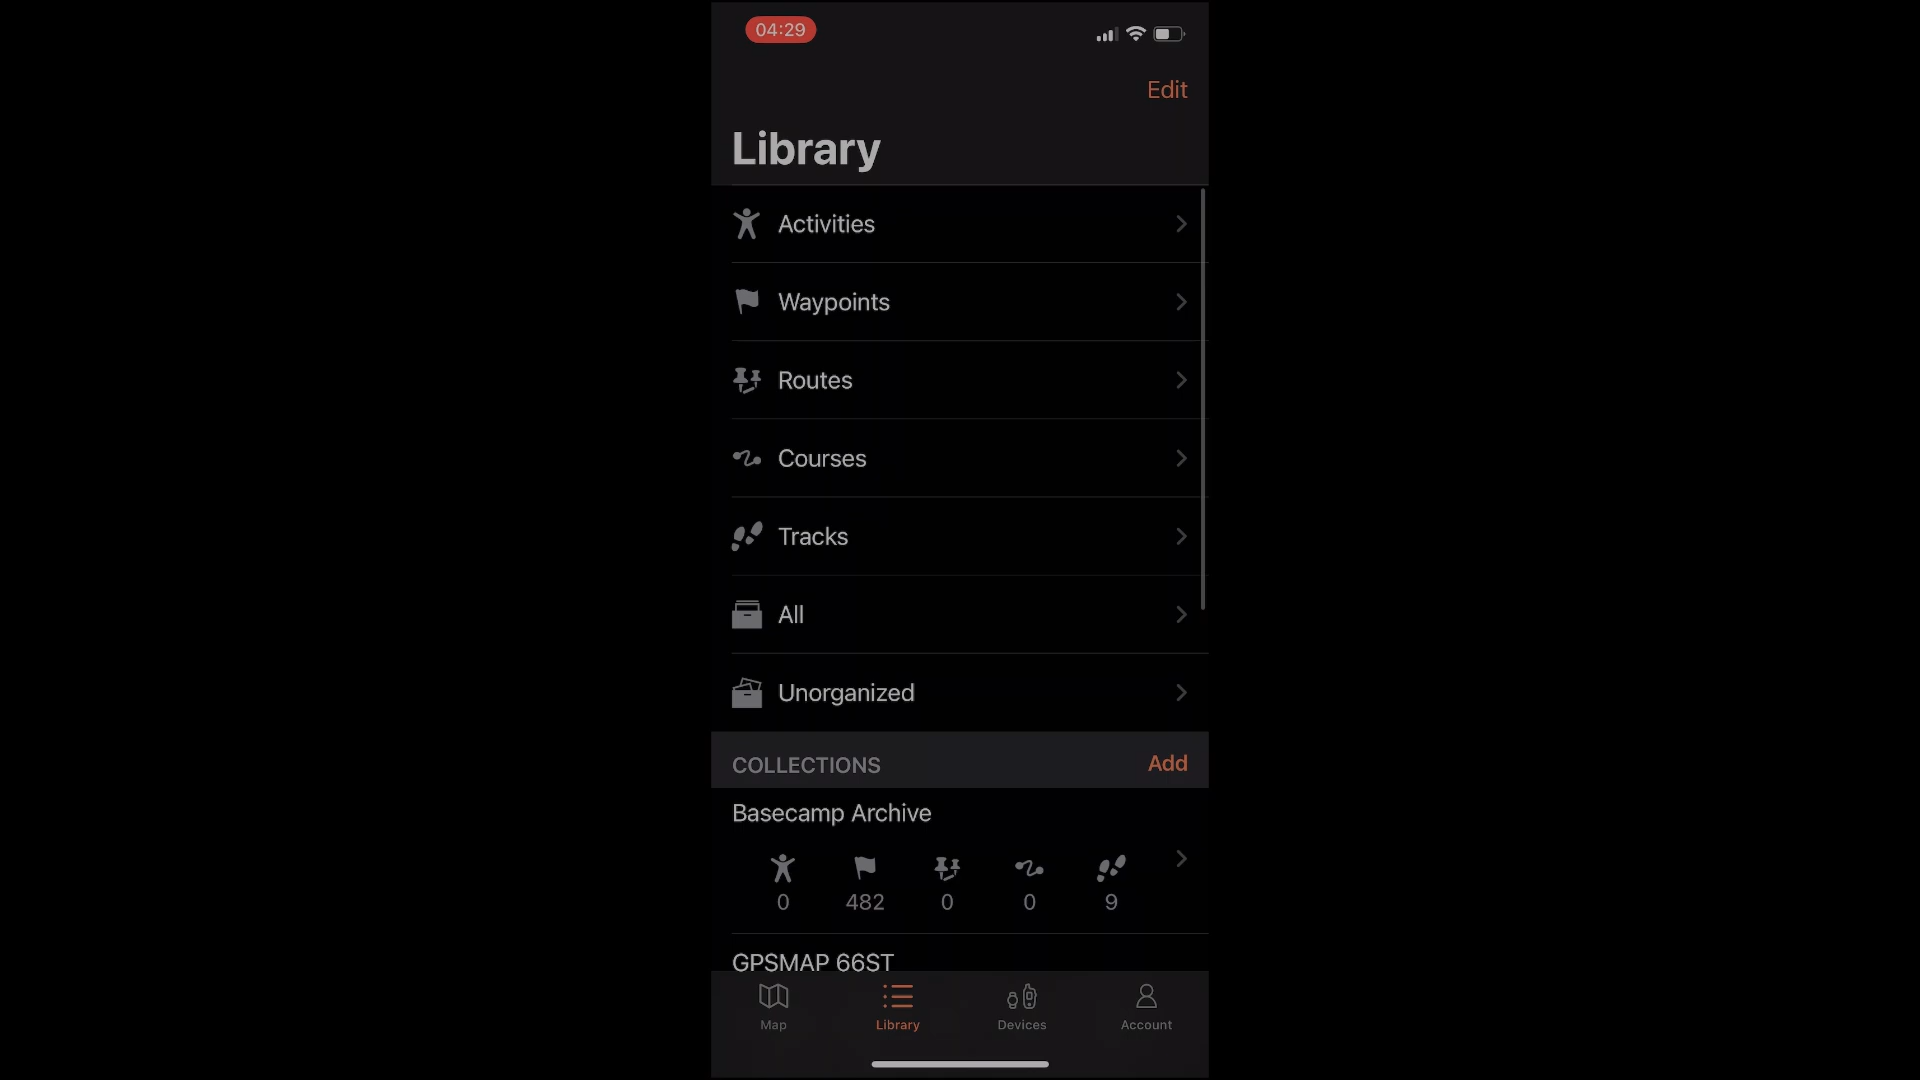 04:29
Edit
Library
Activities
Waypoints
Routes
Courses
Tracks
All
Unorganized
COLLECTIONS Add
Basecamp Archive
0 482 0 0 9
GPSMAP 66ST
Map Library Devices Account